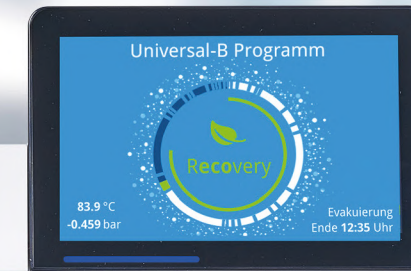 Universal-B Programm
Recovery
83.9 °C
-0.459 bar
Evakuierung
Ende 12:35 Uhr